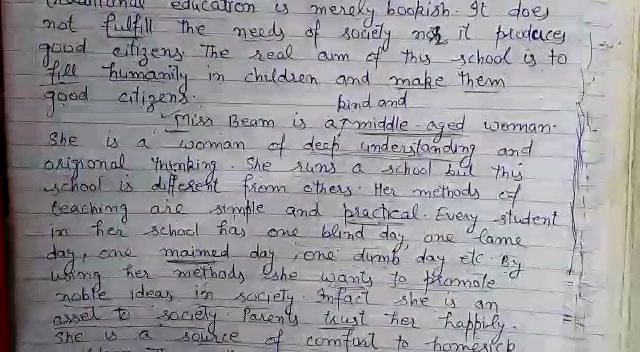 education is merely bookish. It does
not fulfill the needs of society nor it produces
good citizens. The real aim of this school is to
fill humanity in children and make them
good citizens.
kind and
Miss Beam is a middle-aged woman.
She is a woman of deep understanding and
origional thinking. She runs a school but this
school is different from others. Her methods of
teaching are simple and practical. Every student
in her school has one blind day, one lame
day, one maimed day, one dumb day etc. By
using her methods she wants to promote
noble ideas in society. Infact she is an
asset to society. Parents trust her happily.
She is a source of comfort to homesick